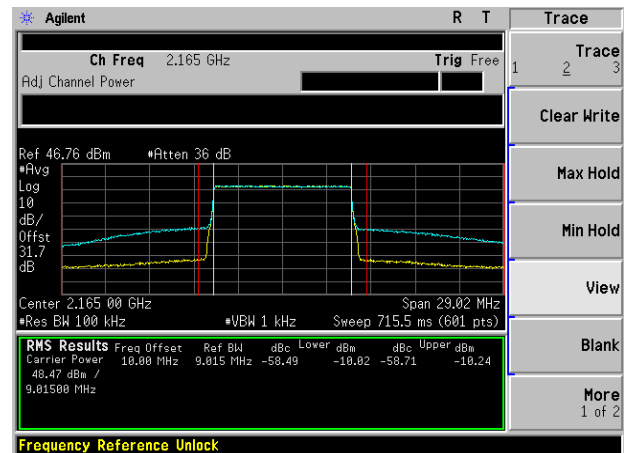 Agilent R T Trace
Ch Freq 2.165 GHz Trig Free
Adj Channel Power
Trace
1 2 3
Clear Write
Max Hold
Min Hold
View
Blank
More
1 of 2
Ref 46.76 dBm #Atten 36 dB
#Avg
Log
10
dB/
Offst
31.7
dB
Center 2.165 00 GHz Span 29.02 MHz
#Res BW 100 kHz #VBW 1 kHz Sweep 715.5 ms (601 pts)
RMS Results Freq Offset Ref BW dBc Lower dBm dBc Upper dBm
Carrier Power 10.00 MHz 9.015 MHz -58.49 -10.02 -58.71 -10.24
48.47 dBm /
9.01500 MHz
Frequency Reference Unlock